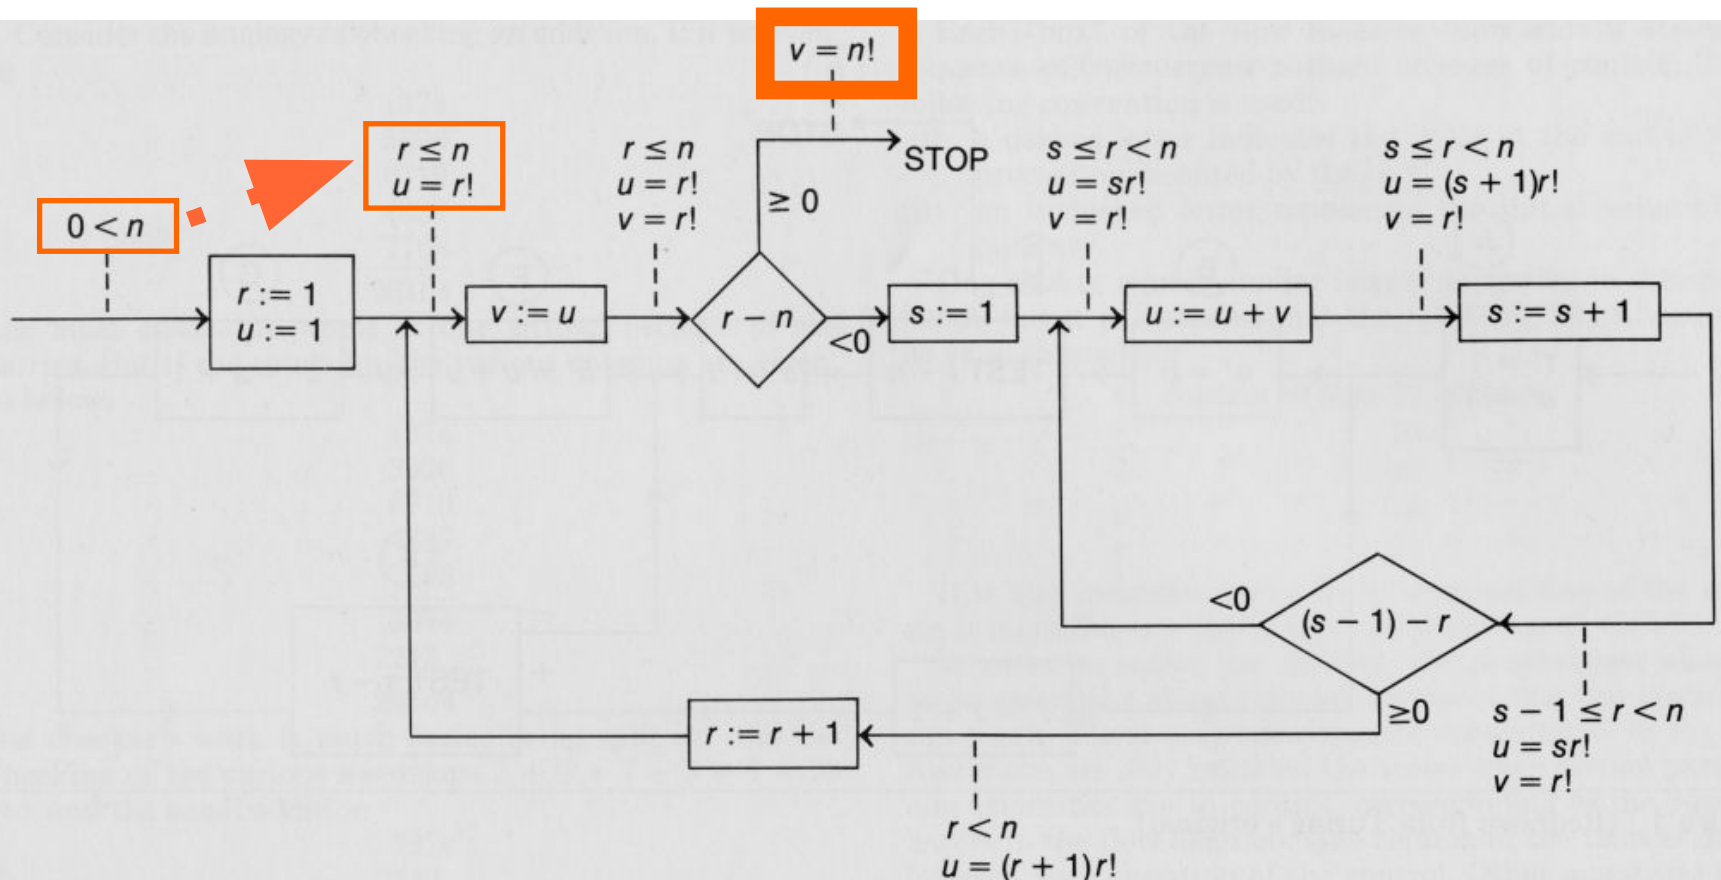 v = n!
r ≤ n
u = r!
0 < n
r ≤ n
u = r!
v = r!
STOP
≥ 0
s ≤ r < n
u = sr!
v = r!
s ≤ r < n
u = (s + 1)r!
v = r!
r := 1
u := 1
v := u
r − n
<0
s := 1
u := u + v
s := s + 1
<0
(s − 1) − r
≥0
s − 1 ≤ r < n
u = sr!
v = r!
r := r + 1
r < n
u = (r + 1)r!